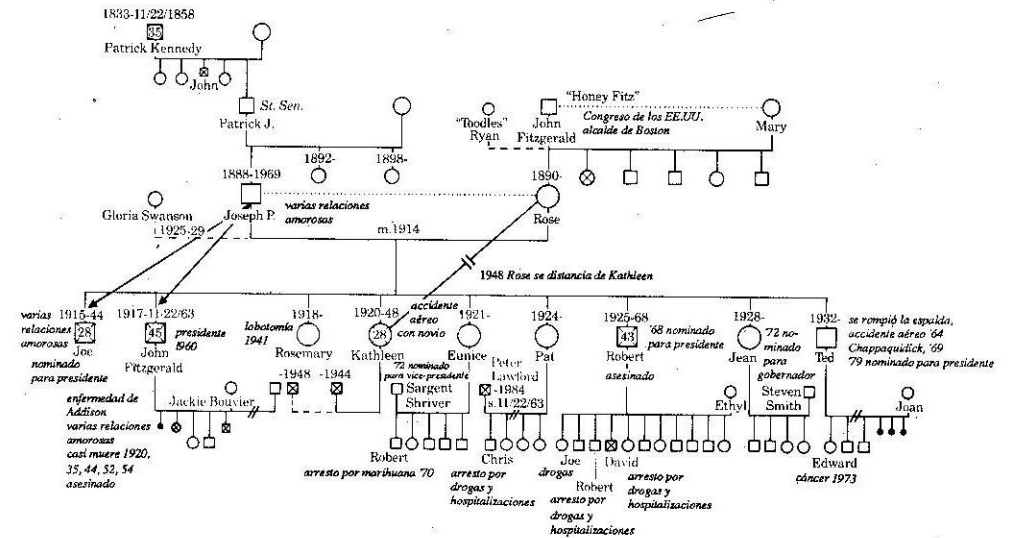 1833-11/22/1858
35
Patrick Kennedy
John
St. Sen.
Patrick J.
"Toodles"
Ryan
"Honey Fitz"
John
Fitzgerald
Congreso de los EE.UU.
alcalde de Boston
Mary
1892-
1898-
1888-1969
1890-
Gloria Swanson
Joseph P.
varias relaciones
amorosas
Rose
1925-29
m.1914
1948 Rose se distancía de Kathleen
varias
relaciones
amorosas
1915-44
28
Joe
nominado
para presidente
1917-11-22/63
45
John
Fitzgerald
presidente
1960
enfermedad de
Addison
varias relaciones
amorosas
casi muere 1920,
35, 44, 52, 54
asesinado
lobotomía
1941
1918-
Rosemary
1920-48
28
Kathleen
accidente
aéreo
con novio
1921-
Eunice
1924-
Pat
1925-68
43
Robert
asesinado
'68 nominado
para presidente
1928-
Jean
'72 no-
minado
para
gobernador
1932-
Ted
se rompió la espalda,
accidente aéreo '64
Chappaquidick, '69
'79 nominado para presidente
Jackie Bouvier
-1948
-1944
'72 nominado
para vice-presidente
Sargent
Shriver
Peter
Lawford
-1984
s.11/22/63
Ethyl
Steven
Smith
Joan
Robert
arresto por marihuana '70
Chris
arresto por
drogas y
hospitalizaciones
Joe
drogas
Robert
arresto por
drogas y
hospitalizaciones
David
arresto por
drogas y
hospitalizaciones
Edward
cáncer 1973